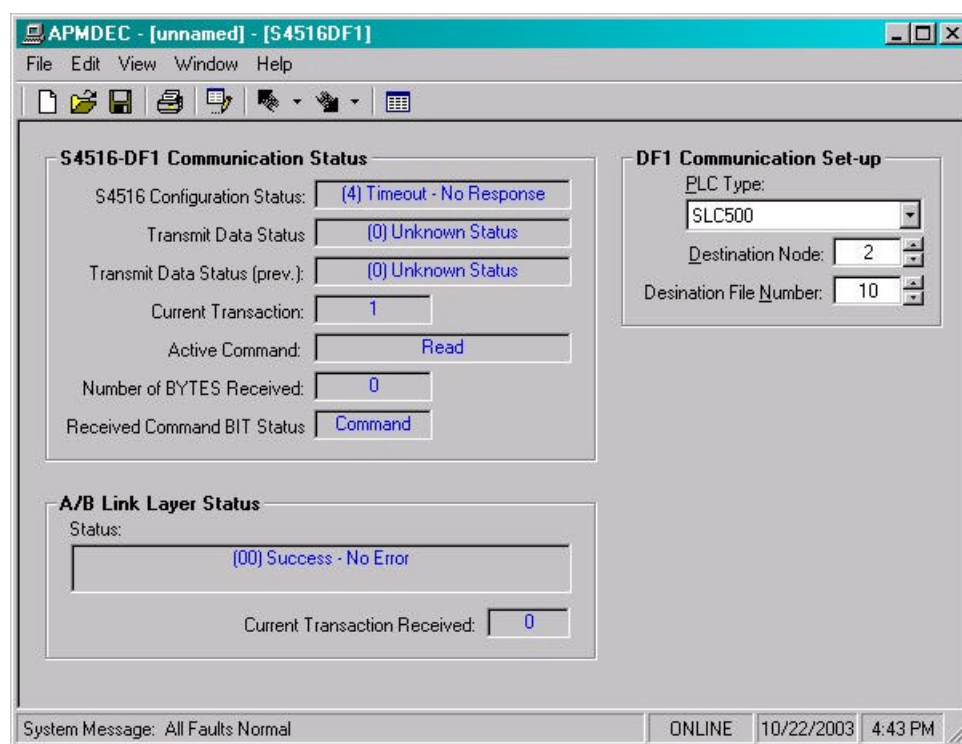 APMDEC - [unnamed] - [S4516DF1]
File Edit View Window Help
S4516-DF1 Communication Status
S4516 Configuration Status: (4) Timeout - No Response
Transmit Data Status (0) Unknown Status
Transmit Data Status (prev.): (0) Unknown Status
Current Transaction: 1
Active Command: Read
Number of BYTES Received: 0
Received Command BIT Status Command
DF1 Communication Set-up
PLC Type:
SLC500
Destination Node: 2
Desination File Number: 10
A/B Link Layer Status
Status:
(00) Success - No Error
Current Transaction Received: 0
System Message: All Faults Normal ONLINE 10/22/2003 4:43 PM